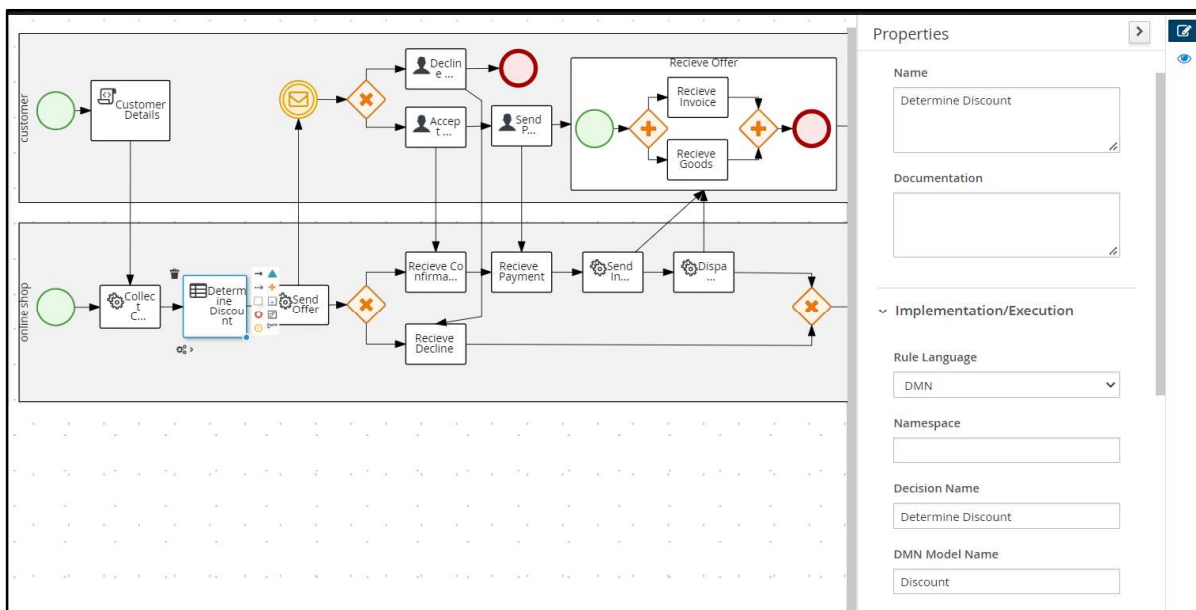 customer
Customer
Details
Declin
e ...
Accep
t ...
Send
P...
Recieve Offer
Recieve
Invoice
Recieve
Goods
online shop
Collec
t
C...
Determ
ine
Discou
nt
Send
Offer
Recieve Co
nfirma...
Recieve
Decline
Recieve
Payment
Send
In...
Dispa
...
Properties
Name
Determine Discount
Documentation
Implementation/Execution
Rule Language
DMN
Namespace
Decision Name
Determine Discount
DMN Model Name
Discount